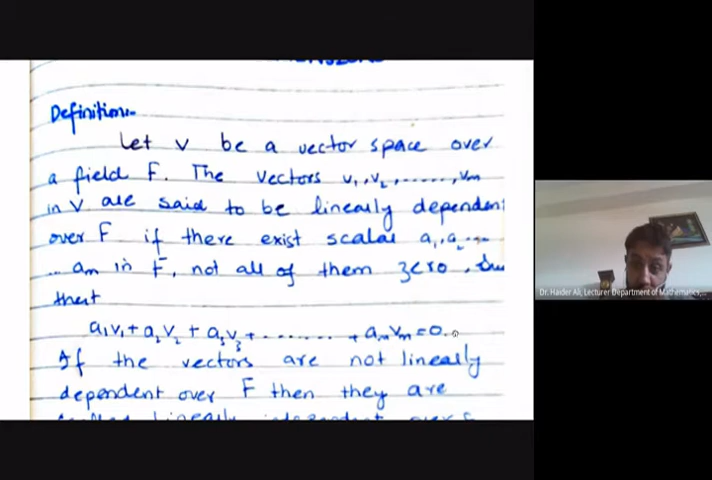 Definition:-
Let V be a vector space over
a field F. The vectors v₁, v₂, ......, vm
in V are said to be linearly dependent
over F if there exist scalar a₁, a₂ ....
.. am in F, not all of them zero,
that
a₁v₁ + a₂v₂ + a₃v₃ + ........ + amvm = 0.
If the vectors are not linearly
dependent over F then they are
linearly independent over F
Dr. Haider Ali, Lecturer Department of Mathematics,...